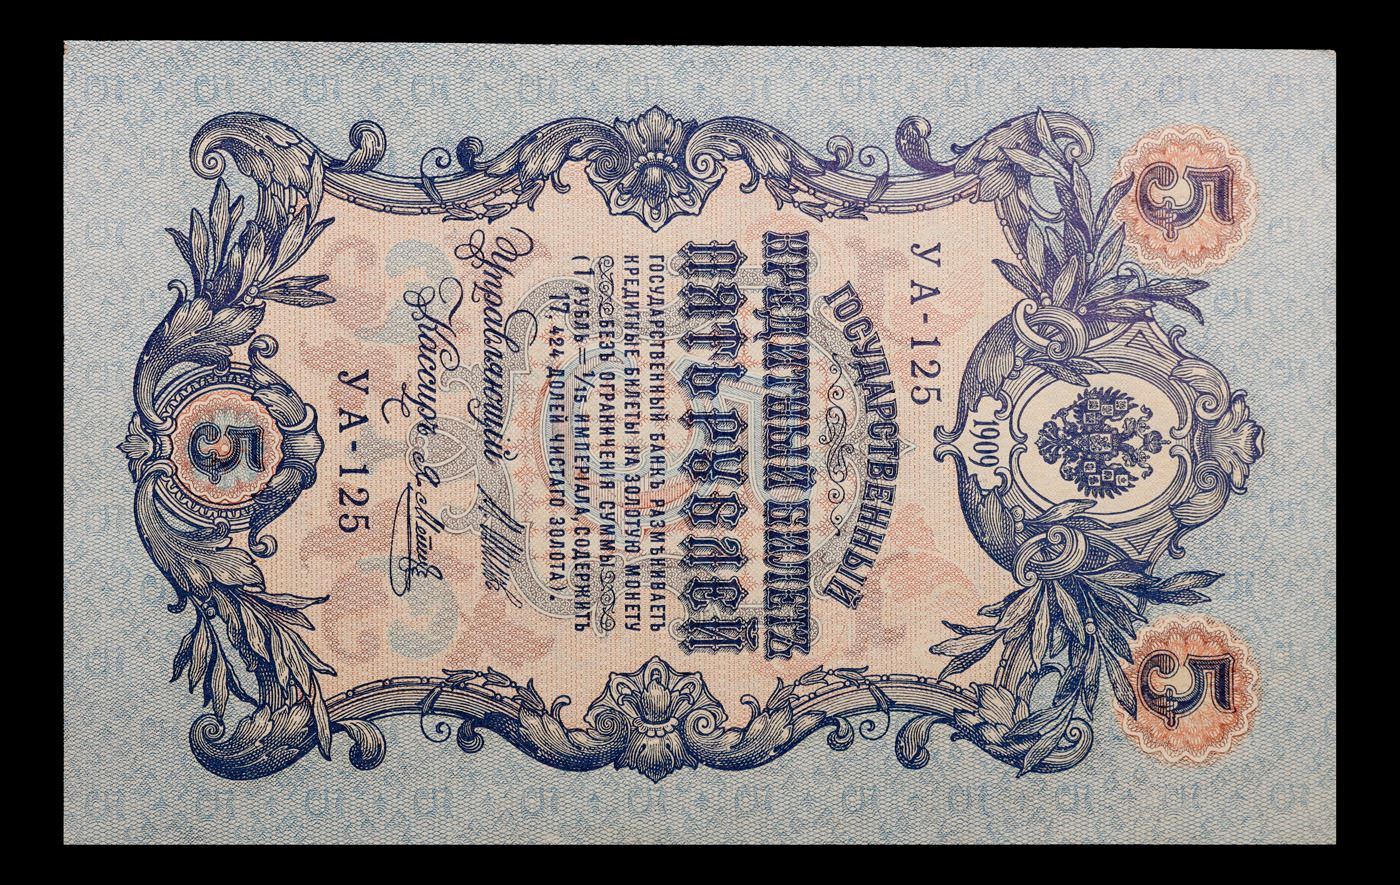 5
5
1909
ГОСУДАРСТВЕННЫЙ
УА-125
КРЕДИТНЫЙ БИЛЕТЪ
ПЯТЬ РУБЛЕЙ
ГОСУДАРСТВЕННЫЙ БАНКЪ РАЗМѢНИВАЕТЪ
КРЕДИТНЫЕ БИЛЕТЫ НА ЗОЛОТУЮ МОНЕТУ
БЕЗЪ ОГРАНИЧЕНІЯ СУММЫ
(1 РУБЛЬ = 1/15 ИМПЕРІАЛА, СОДЕРЖИТЪ
17,424 ДОЛЕЙ ЧИСТАГО ЗОЛОТА.
Управляющій
Кассиръ
УА-125
5